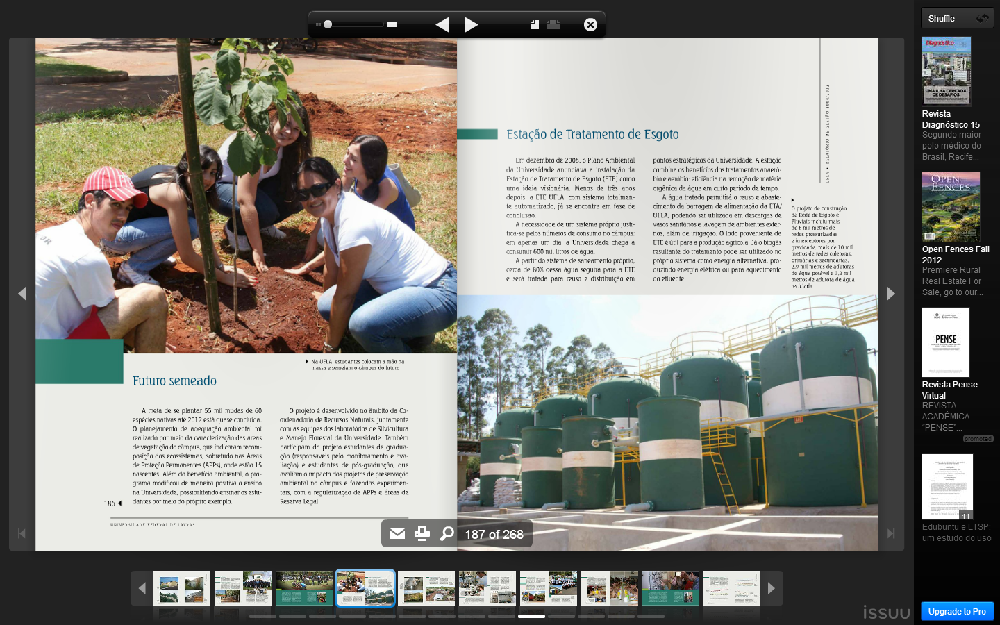 Shuffle
Revista
Diagnóstico 15
Segundo maior
polo médico do
Brasil, Recife...
Diagnóstico
UMA ILHA CERCADA
DE DESAFIOS
OPEN
FENCES
Open Fences Fall
2012
Premiere Rural
Real Estate For
Sale, go to our...
PENSE
Revista Pense
Virtual
REVISTA
ACADÊMICA
“PENSE”...
promoted
11
Edubuntu e LTSP:
um estudo do uso
Upgrade to Pro
issuu
Na UFLA, estudantes colocam a mão na
massa e semeiam o câmpus do futuro
Futuro semeado
A meta de se plantar 55 mil mudas de 60
espécies nativas até 2012 está quase concluída.
O planejamento de adequação ambiental foi
realizado por meio da caracterização das áreas
de vegetação do câmpus, que indicaram recom-
posição dos ecossistemas, sobretudo nas Áreas
de Proteção Permanentes (APPs), onde estão 15
nascentes. Além do benefício ambiental, o pro-
grama modificou de maneira positiva o ensino
na Universidade, possibilitando ensinar os estu-
dantes por meio do próprio exemplo.
O projeto é desenvolvido no âmbito da Co-
ordenadoria de Recursos Naturais, juntamente
com as equipes dos laboratórios de Silvicultura
e Manejo Florestal da Universidade. Também
participam do projeto estudantes de gradua-
ção (responsáveis pelo monitoramento e ava-
liação) e estudantes de pós-graduação, que
avaliam o impacto dos projetos de preservação
ambiental no câmpus e fazendas experimen-
tais, com a regularização de APPs e áreas de
Reserva Legal.
186
UNIVERSIDADE FEDERAL DE LAVRAS
Estação de Tratamento de Esgoto
Em dezembro de 2008, o Plano Ambiental
da Universidade anunciava a instalação da
Estação de Tratamento de Esgoto (ETE) como
uma ideia visionária. Menos de três anos
depois, a ETE UFLA, com sistema totalmen-
te automatizado, já se encontra em fase de
conclusão.
A necessidade de um sistema próprio justi-
fica-se pelos números de consumo no câmpus:
em apenas um dia, a Universidade chega a
consumir 600 mil litros de água.
A partir do sistema de saneamento próprio,
cerca de 80% dessa água seguirá para a ETE
e será tratada para reuso e distribuição em
pontos estratégicos da Universidade. A estação
combina os benefícios dos tratamentos anaeró-
bio e aeróbio: eficiência na remoção de matéria
orgânica da água em curto período de tempo.
A água tratada permitirá o reuso e abaste-
cimento da barragem de alimentação da ETA/
UFLA, podendo ser utilizada em descargas de
vasos sanitários e lavagem de ambientes exter-
nos, além de irrigação. O lodo proveniente da
ETE é útil para a produção agrícola. Já o biogás
resultante do tratamento pode ser utilizado no
próprio sistema como energia alternativa, pro-
duzindo energia elétrica ou para aquecimento
do efluente.
UFLA • RELATÓRIO DE GESTÃO 2004/2012
O projeto de construção
da Rede de Esgoto e
Pluviais incluiu mais
de 6 mil metros de
redes pressurizadas
e interceptores por
gravidade, mais de 10 mil
metros de redes coletoras,
primárias e secundárias,
2,9 mil metros de adutoras
de água potável e 3,2 mil
metros de adutora de água
reciclada
187 of 268